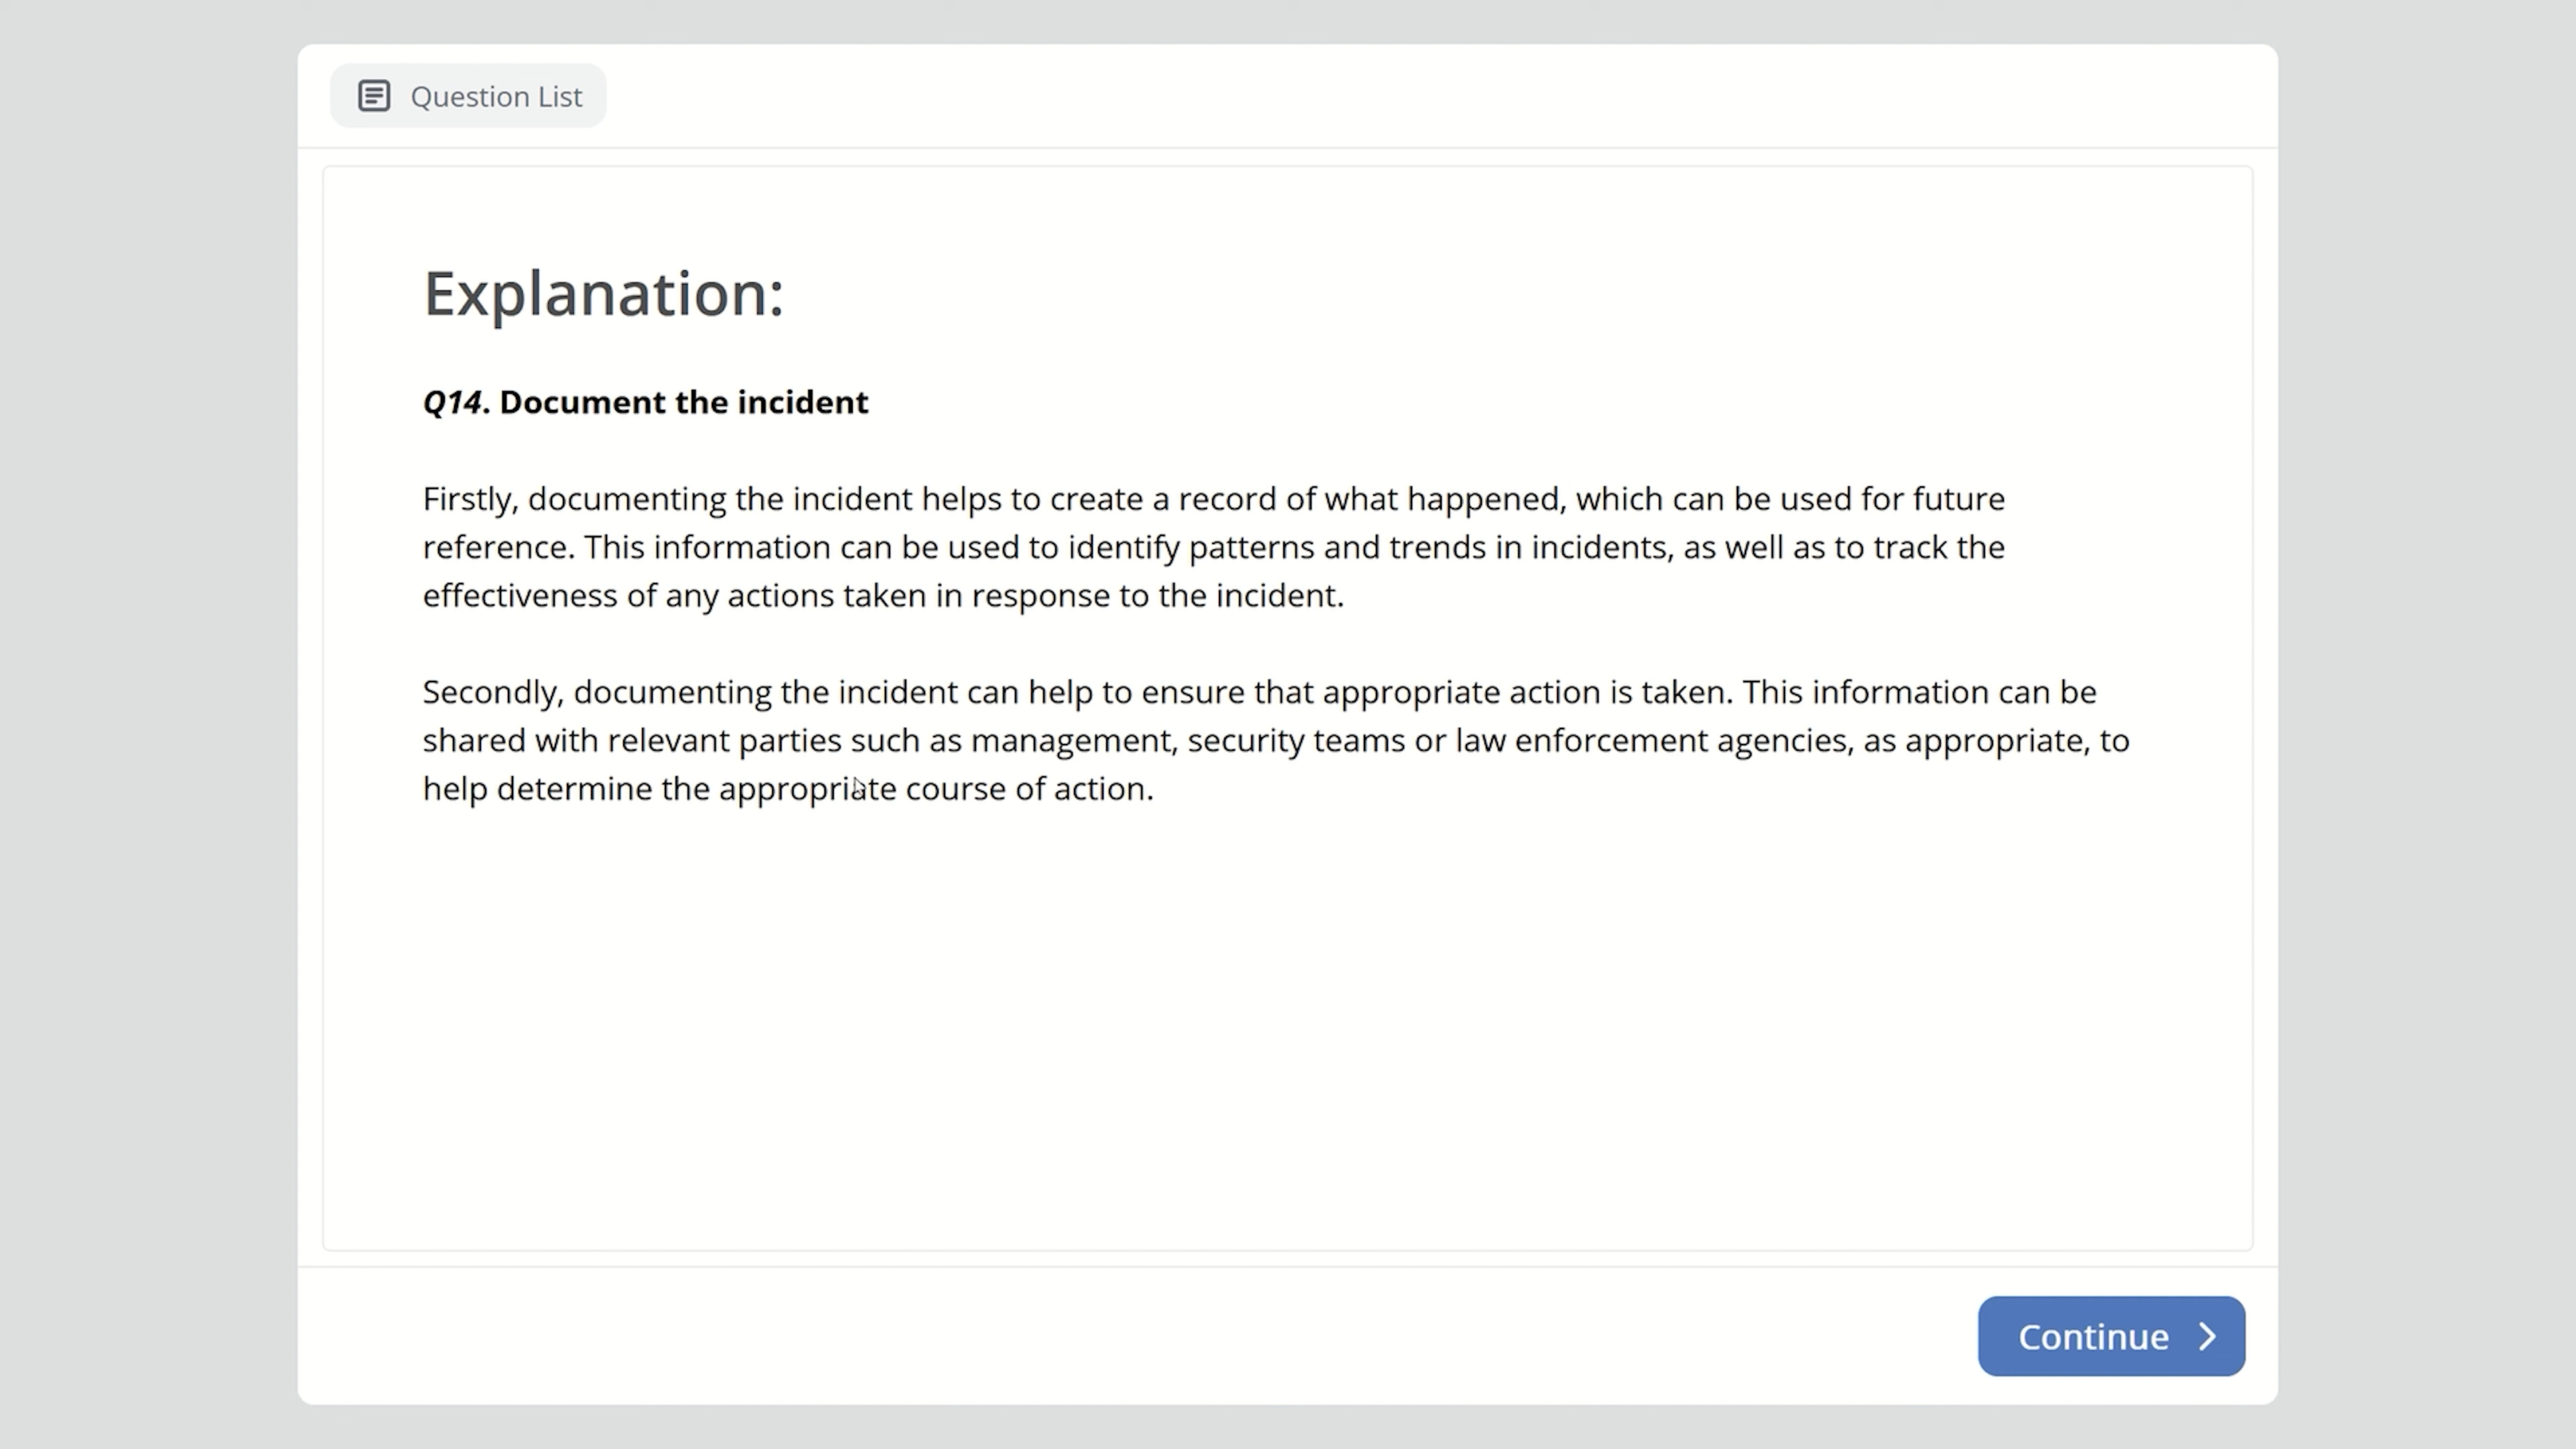 Question List
Explanation:
Q14. Document the incident
Firstly, documenting the incident helps to create a record of what happened, which can be used for future
reference. This information can be used to identify patterns and trends in incidents, as well as to track the
effectiveness of any actions taken in response to the incident.
Secondly, documenting the incident can help to ensure that appropriate action is taken. This information can be
shared with relevant parties such as management, security teams or law enforcement agencies, as appropriate, to
help determine the appropriate course of action.
Continue